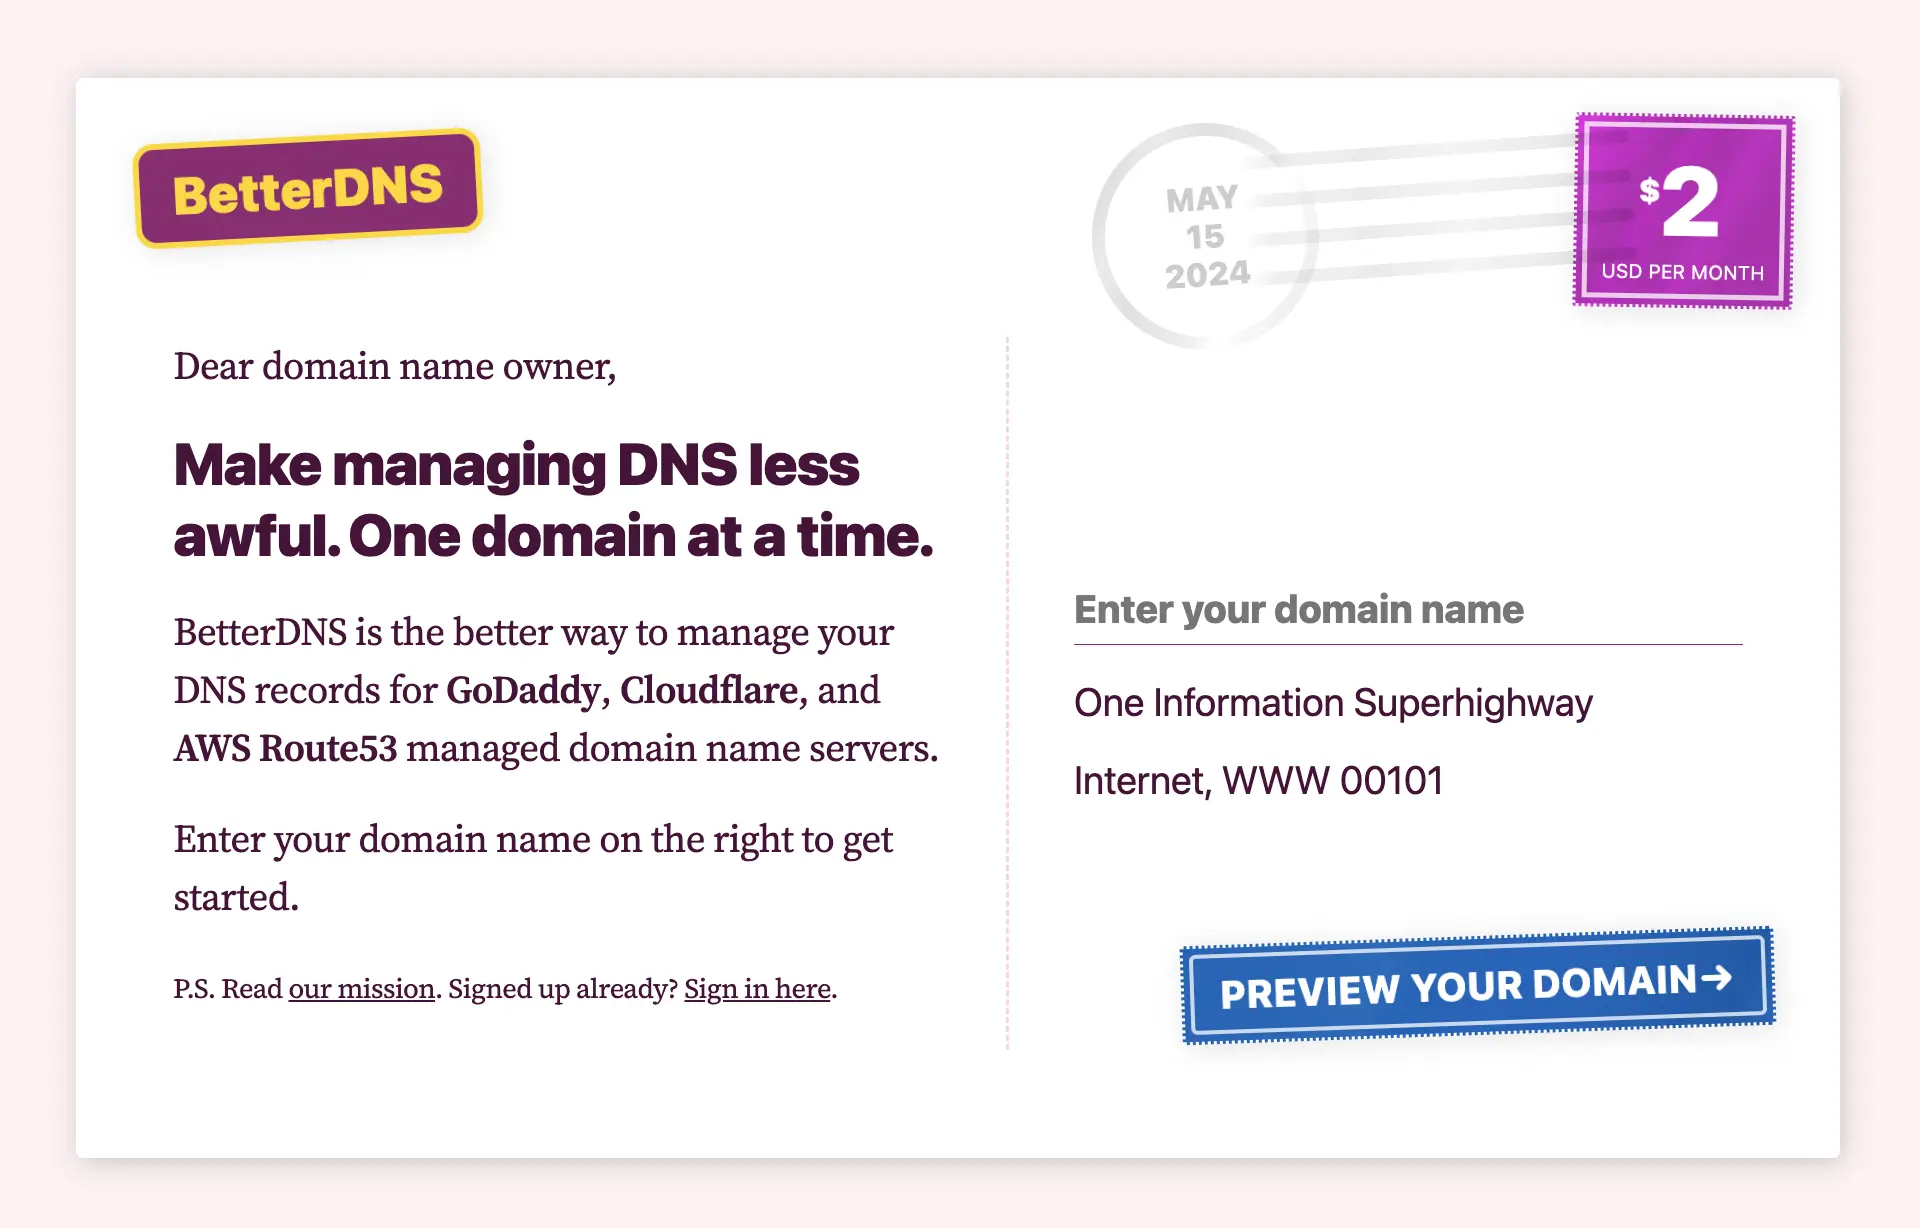 BetterDNS
MAY
15
2024
$2
USD PER MONTH
Dear domain name owner,
Make managing DNS less
awful. One domain at a time.
BetterDNS is the better way to manage your
DNS records for GoDaddy, Cloudflare, and
AWS Route53 managed domain name servers.
Enter your domain name on the right to get
started.
P.S. Read our mission. Signed up already? Sign in here.
Enter your domain name
One Information Superhighway
Internet, WWW 00101
PREVIEW YOUR DOMAIN→